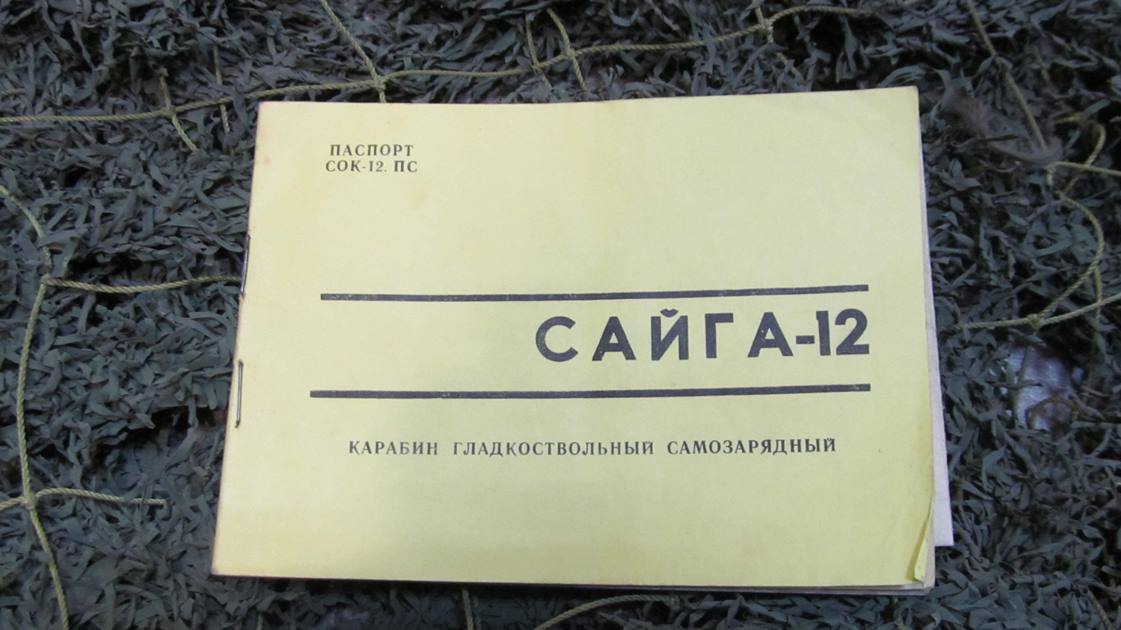 ПАСПОРТ
СОК-12. ПС
САЙГА-12
КАРАБИН ГЛАДКОСТВОЛЬНЫЙ САМОЗАРЯДНЫЙ